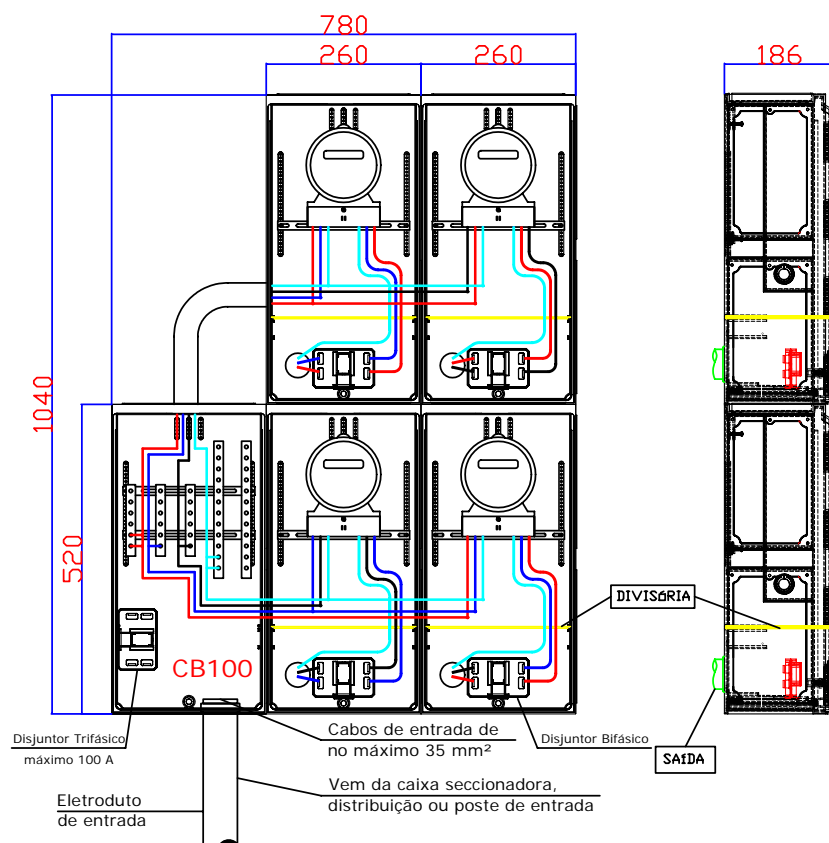 780
260
260
186
1040
520
DIVISóRIA
CB100
Disjuntor Trifásico
máximo 100 A
Cabos de entrada de
no máximo 35 mm²
Disjuntor Bifásico
SAíDA
Eletroduto
de entrada
Vem da caixa seccionadora,
distribuição ou poste de entrada